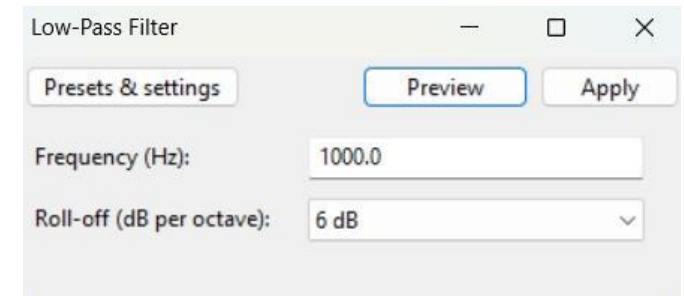 Low-Pass Filter
Presets & settings Preview Apply
Frequency (Hz): 1000.0
Roll-off (dB per octave): 6 dB